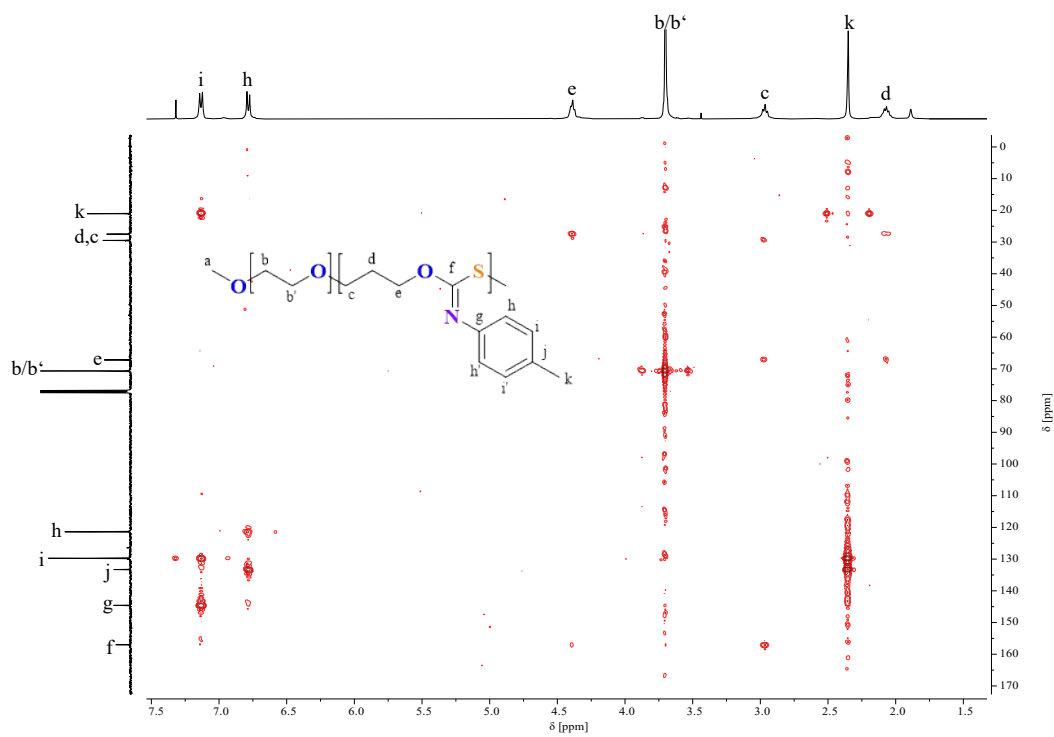 b/b‘
k
i
h
e
c
d
0
10
20
30
40
50
60
70
80
90
100
110
120
130
140
150
160
170
δ [ppm]
k
d,c
e
b/b‘
h
i
j
g
f
a
O
b
b'
O
c
d
e
O
f
S
N
g
h
i
j
h'
i'
k
7.5
7.0
6.5
6.0
5.5
5.0
4.5
4.0
3.5
3.0
2.5
2.0
1.5
δ [ppm]